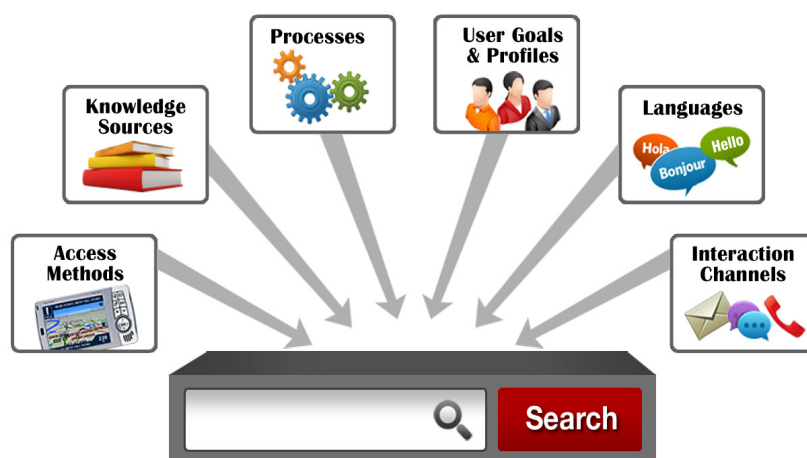 Processes
User Goals
& Profiles
Knowledge
Sources
Languages
Hola
Bonjour
Hello
Access
Methods
Interaction
Channels
Search